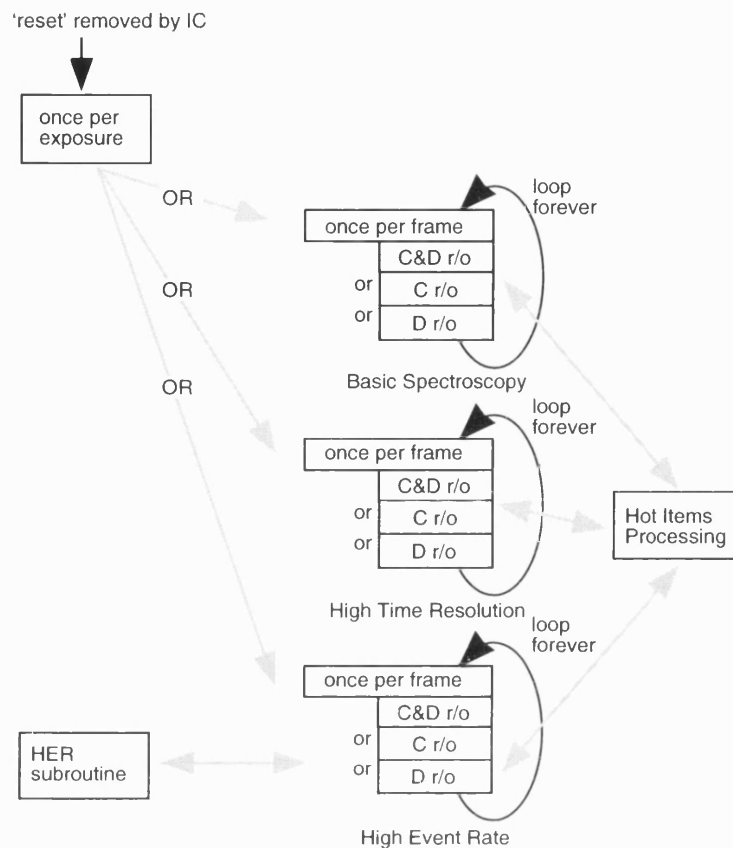 'reset' removed by IC
once per
exposure
OR
loop
forever
once per frame
C&D r/o
or
C r/o
or
D r/o
Basic Spectroscopy
OR
OR
loop
forever
once per frame
C&D r/o
or
C r/o
or
D r/o
High Time Resolution
Hot Items
Processing
loop
forever
once per frame
C&D r/o
or
C r/o
or
D r/o
High Event Rate
HER
subroutine